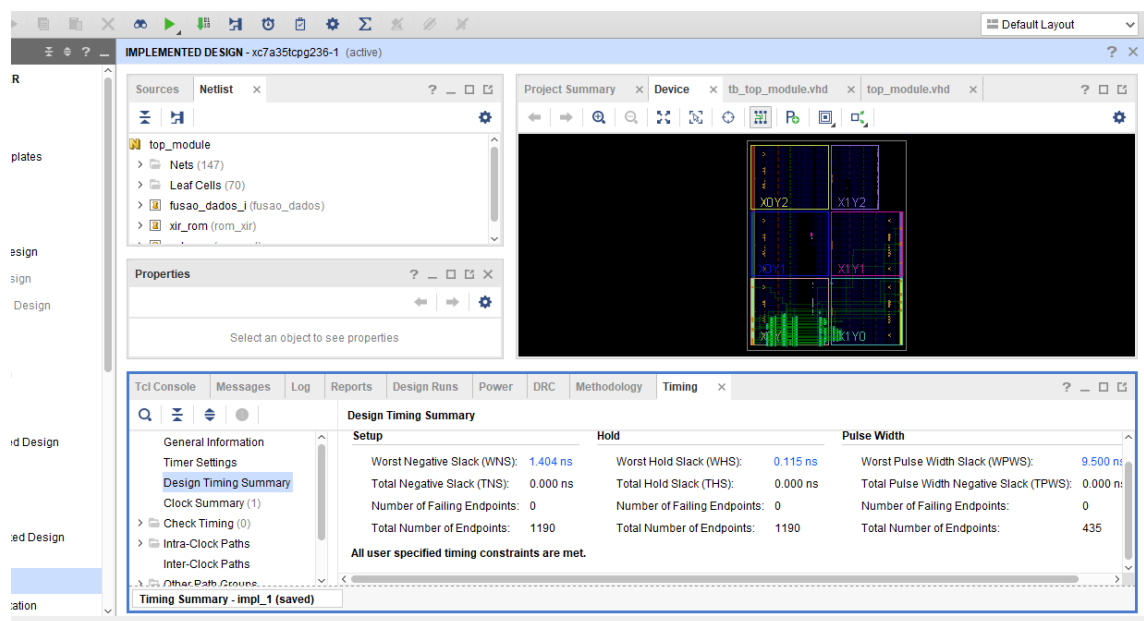 Default Layout
IMPLEMENTED DESIGN - xc7a35tcpg236-1 (active)
R
plates
esign
sign
Design
ed Design
ted Design
tation
Sources Netlist
top_module
Nets (147)
Leaf Cells (70)
fusao_dados_i (fusao_dados)
xir_rom (rom_xir)
Properties
Select an object to see properties
Project Summary Device tb_top_module.vhd top_module.vhd
X0Y2 X1Y2
X0Y1 X1Y1
X1Y0
Tcl Console Messages Log Reports Design Runs Power DRC Methodology Timing
General Information
Timer Settings
Design Timing Summary
Clock Summary (1)
Check Timing (0)
Intra-Clock Paths
Inter-Clock Paths
Other Path Groups
Design Timing Summary
Setup Hold Pulse Width
Worst Negative Slack (WNS): 1.404 ns Worst Hold Slack (WHS): 0.115 ns Worst Pulse Width Slack (WPWS): 9.500 ns
Total Negative Slack (TNS): 0.000 ns Total Hold Slack (THS): 0.000 ns Total Pulse Width Negative Slack (TPWS): 0.000 ns
Number of Failing Endpoints: 0 Number of Failing Endpoints: 0 Number of Failing Endpoints: 0
Total Number of Endpoints: 1190 Total Number of Endpoints: 1190 Total Number of Endpoints: 435
All user specified timing constraints are met.
Timing Summary - impl_1 (saved)